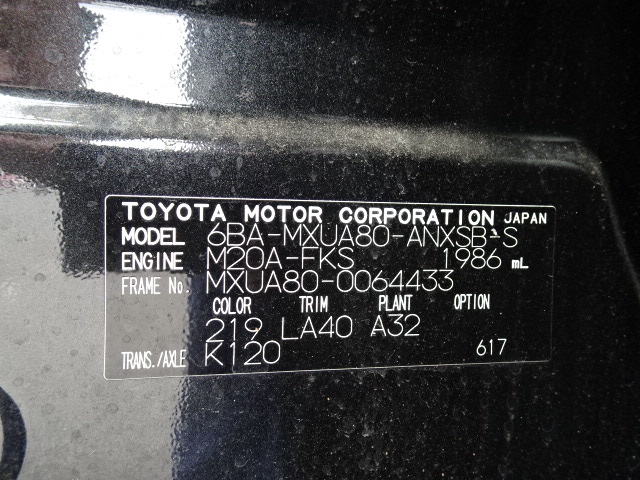 TOYOTA MOTOR CORPORATION JAPAN
MODEL 6BA-MXUA80-ANXSB-S
ENGINE M20A-FKS 1986 mL
FRAME No. MXUA80-0064433
COLOR TRIM PLANT OPTION
219 LA40 A32
TRANS./AXLE K120 617